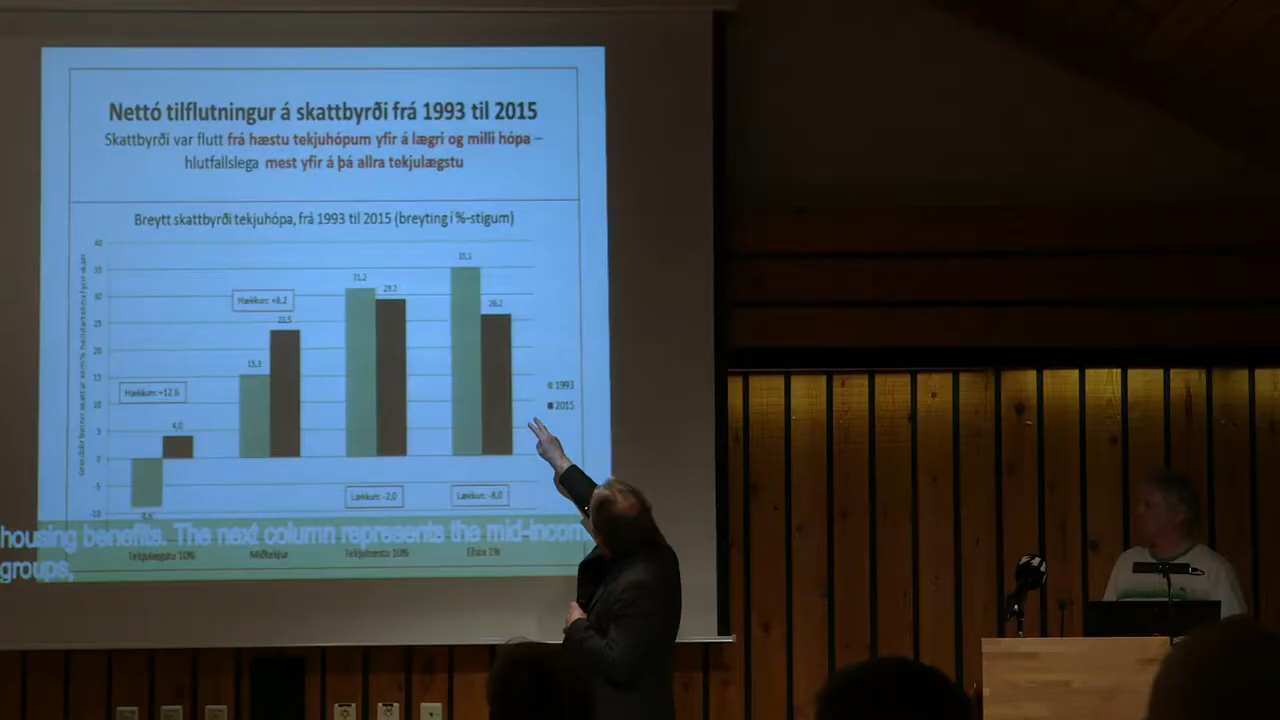 Nettó tilflutningur á skattbyrði frá 1993 til 2015
Skattbyrði var flutt frá hæstu tekjuhópum yfir á lægri og milli hópa –
hlutfallslega mest yfir á þá allra tekjulægstu
Breytt skattbyrði tekjuhópa, frá 1993 til 2015 (breyting í %-stigum)
40
35
30
25
20
15
10
5
0
-5
-10
Hækkun: +12,6
4,0
Hækkun: +8,2
15,3
23,5
31,2
29,2
35,1
26,2
1993
2015
Lækkun: -2,0
Lækkun: -8,0
Tekjulægstu 10%
Miðtekjur
Tekjuhæstu 10%
Efsta 1%
housing benefits. The next column represents the mid-incom
groups,